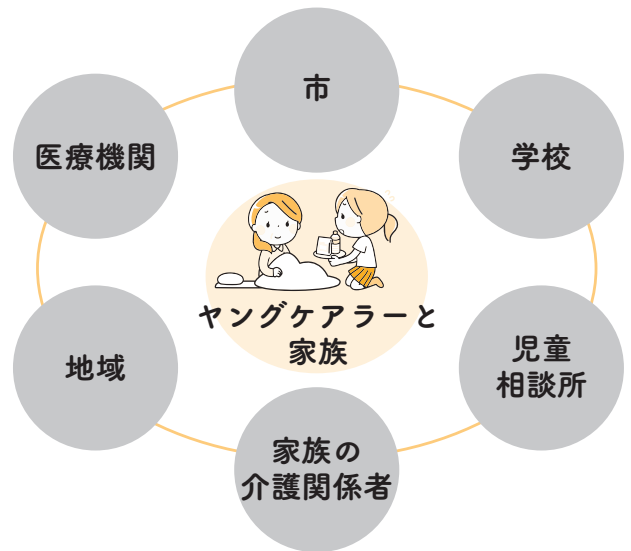 市
学校
児童
相談所
家族の
介護関係者
地域
医療機関
ヤングケアラーと
家族